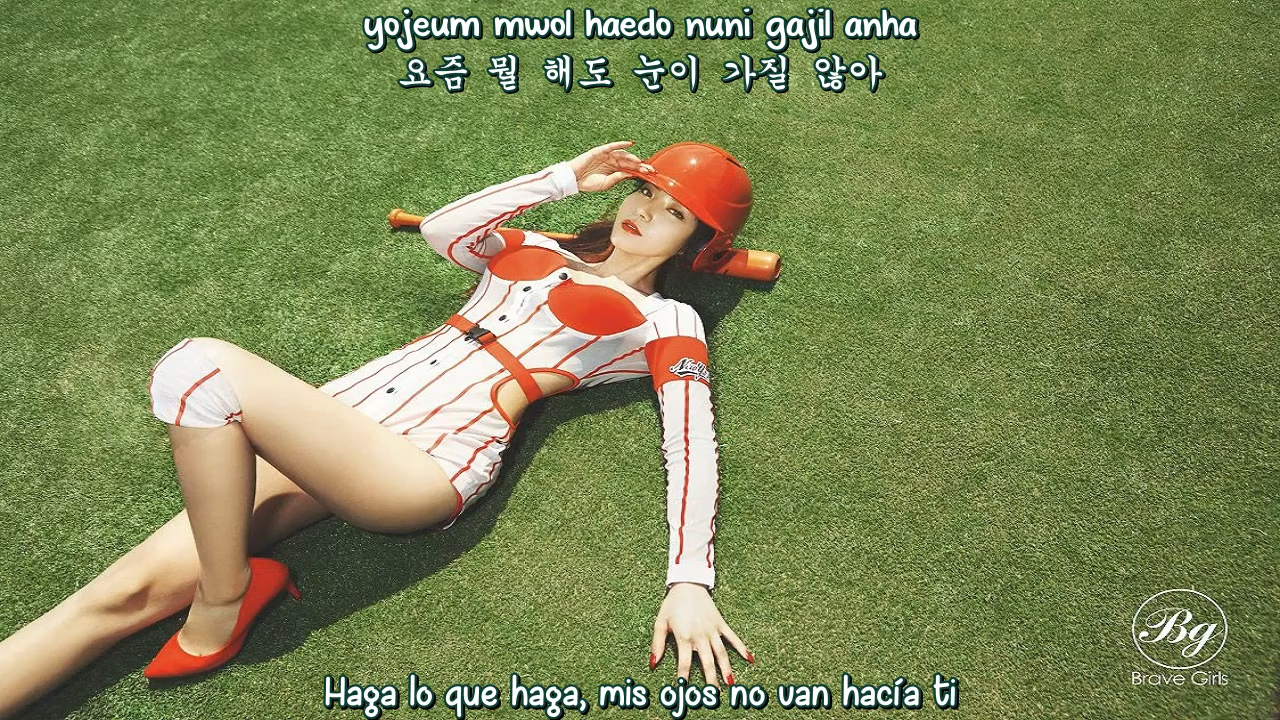 yojeum mwol haedo nuni gajil anha
요즘 뭘 해도 눈이 가질 않아
Bg
Brave Girls
Haga lo que haga, mis ojos no van hacía ti